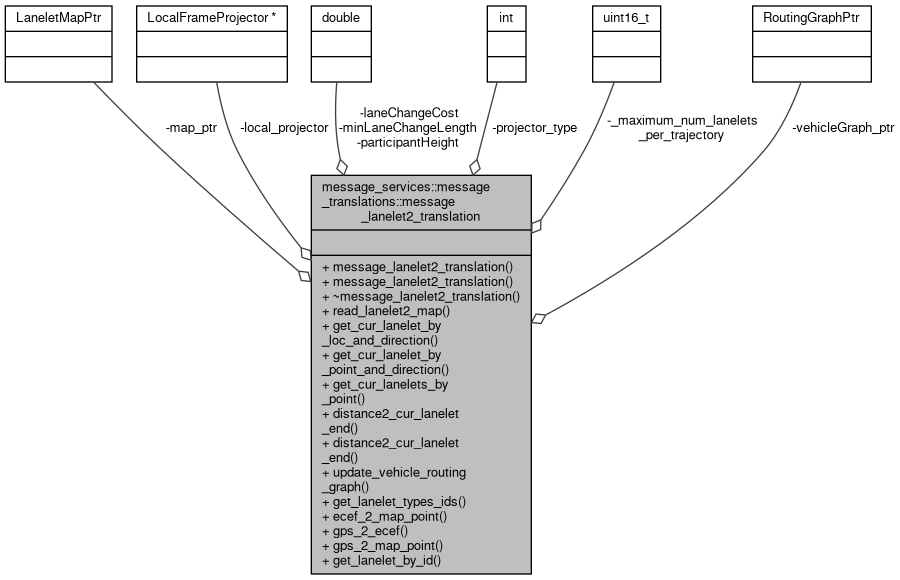 LaneletMapPtr
LocalFrameProjector *
double
int
uint16_t
RoutingGraphPtr
-map_ptr
-local_projector
-laneChangeCost
-minLaneChangeLength
-participantHeight
-projector_type
-_maximum_num_lanelets
_per_trajectory
-vehicleGraph_ptr
message_services::message
_translations::message
_lanelet2_translation
+ message_lanelet2_translation()
+ message_lanelet2_translation()
+ ~message_lanelet2_translation()
+ read_lanelet2_map()
+ get_cur_lanelet_by
_loc_and_direction()
+ get_cur_lanelet_by
_point_and_direction()
+ get_cur_lanelets_by
_point()
+ distance2_cur_lanelet
_end()
+ distance2_cur_lanelet
_end()
+ update_vehicle_routing
_graph()
+ get_lanelet_types_ids()
+ ecef_2_map_point()
+ gps_2_ecef()
+ gps_2_map_point()
+ get_lanelet_by_id()